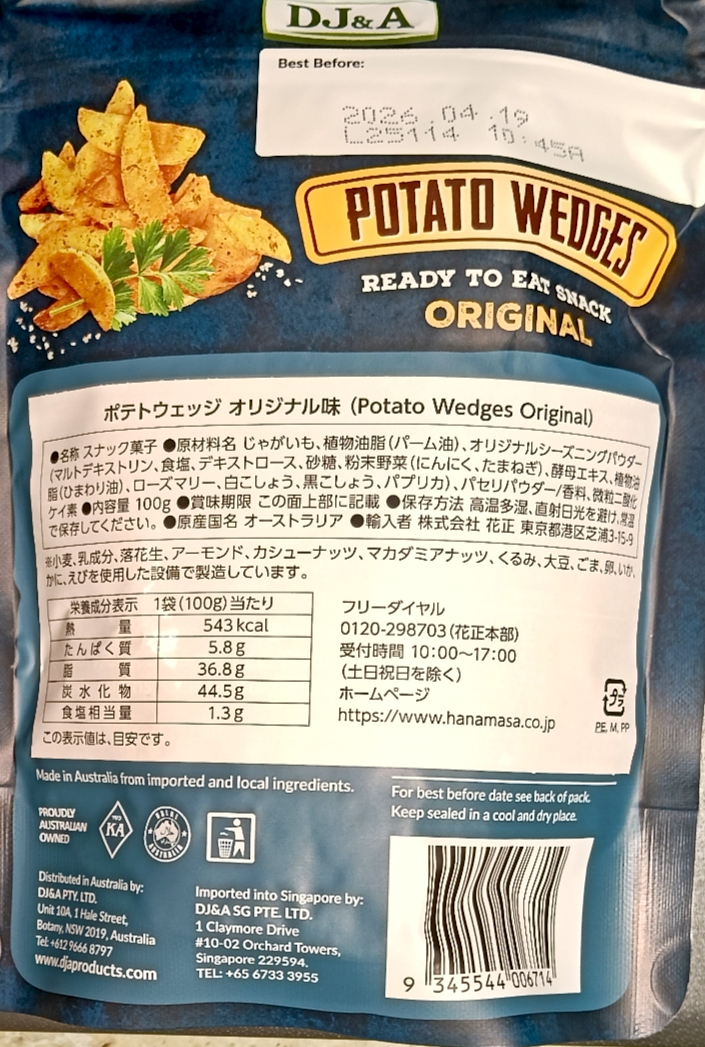 DJ&A
Best Before:
2026.04.19
L25114 10:45A
POTATO WEDGES
READY TO EAT SNACK
ORIGINAL
ポテトウェッジ オリジナル味 (Potato Wedges Original)
●名称 スナック菓子 ●原材料名 じゃがいも、植物油脂(パーム油)、オリジナルシーズニングパウダー
(マルトデキストリン、食塩、デキストロース、砂糖、粉末野菜(にんにく、たまねぎ)、酵母エキス、植物油
脂(ひまわり油)、ローズマリー、白こしょう、黒こしょう、パプリカ)、パセリパウダー/香料、微粒二酸化
ケイ素 ●内容量 100g ●賞味期限 この面上部に記載 ●保存方法 高温多湿、直射日光を避け、常温
で保存してください。 ●原産国名 オーストラリア ●輸入者 株式会社 花正 東京都港区芝浦3-15-9
※小麦、乳成分、落花生、アーモンド、カシューナッツ、マカダミアナッツ、くるみ、大豆、ごま、卵、いか、
かに、えびを使用した設備で製造しています。
栄養成分表示 1袋(100g)当たり
熱量 543kcal
たんぱく質 5.8g
脂質 36.8g
炭水化物 44.5g
食塩相当量 1.3g
この表示値は、目安です。
フリーダイヤル
0120-298703(花正本部)
受付時間 10:00〜17:00
(土日祝日を除く)
ホームページ
https://www.hanamasa.co.jp
プラ
PE, M, PP
Made in Australia from imported and local ingredients.
For best before date see back of pack.
Keep sealed in a cool and dry place.
PROUDLY
AUSTRALIAN
OWNED
KA
HALAL
AUSTRALIA
Distributed in Australia by:
DJ&A PTY. LTD.
Unit 10A, 1 Hale Street,
Botany, NSW 2019, Australia
Tel: +612 9666 8797
www.djaproducts.com
Imported into Singapore by:
DJ&A SG PTE. LTD.
1 Claymore Drive
#10-02 Orchard Towers,
Singapore 229594.
TEL: +65 6733 3955
9 345544 006714